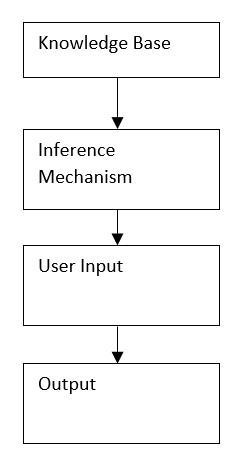 Knowledge Base
Inference
Mechanism
User Input
Output